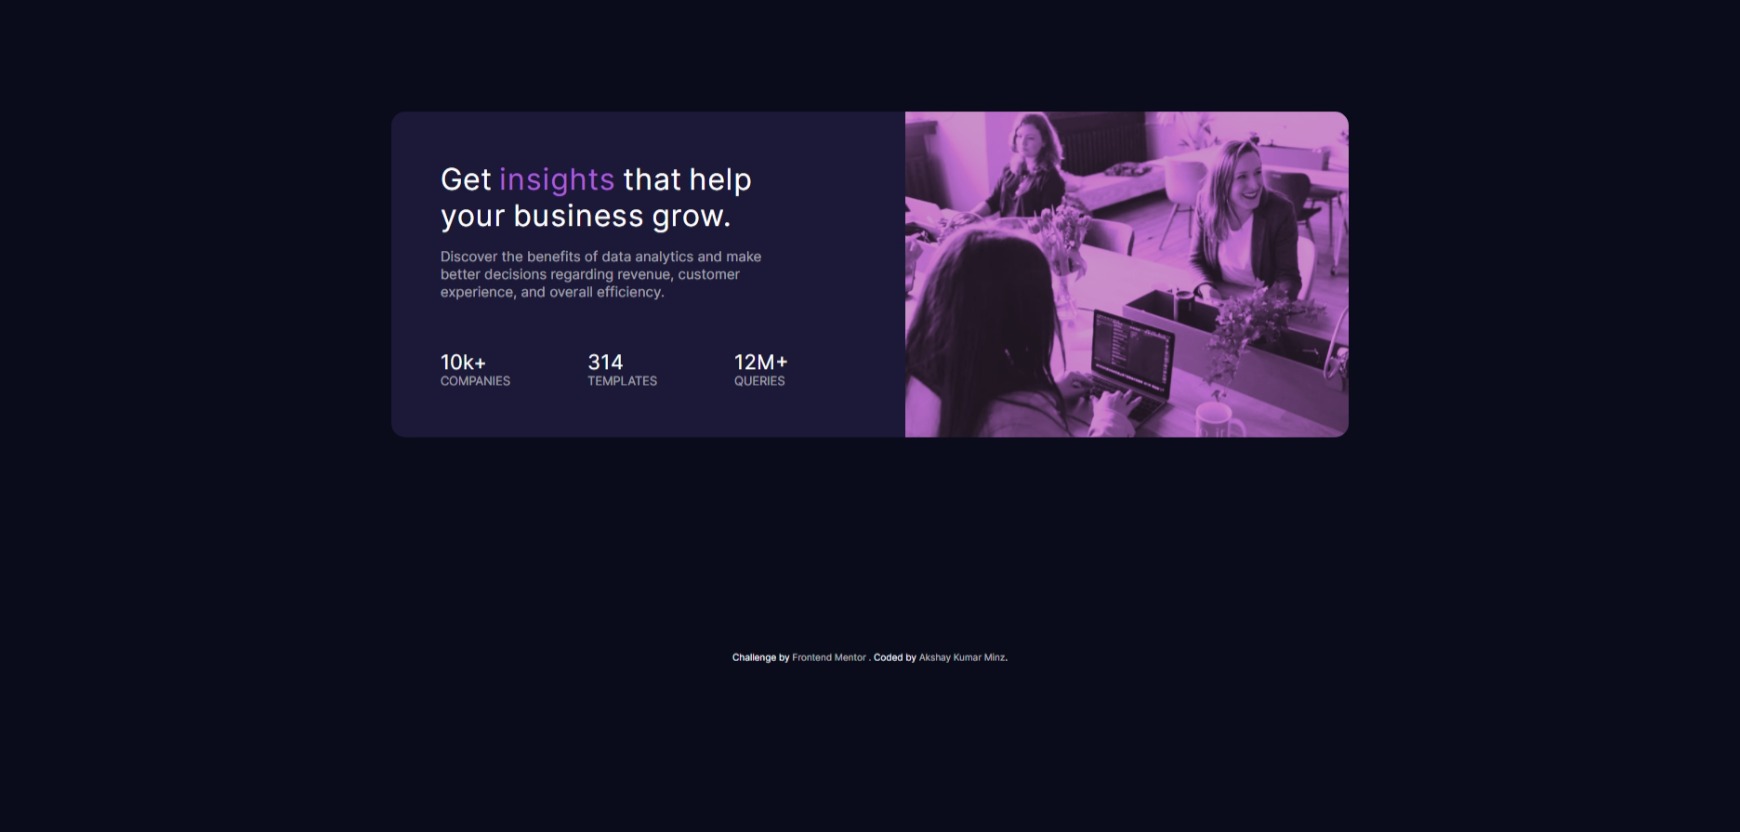 Get insights that help
your business grow.
Discover the benefits of data analytics and make
better decisions regarding revenue, customer
experience, and overall efficiency.
10k+ 314 12M+
COMPANIES TEMPLATES QUERIES
Challenge by Frontend Mentor . Coded by Akshay Kumar Minz.